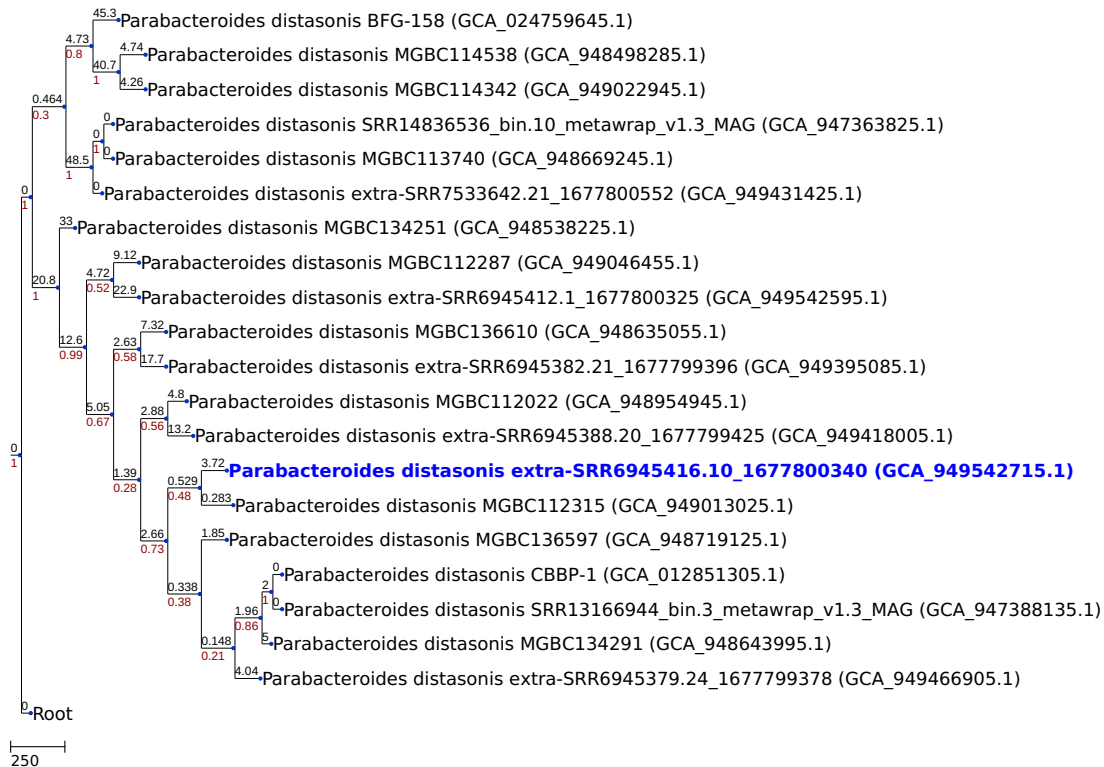 45.3
Parabacteroides distasonis BFG-158 (GCA_024759645.1)
4.73
0.8
4.74
Parabacteroides distasonis MGBC114538 (GCA_948498285.1)
40.7
1
4.26
Parabacteroides distasonis MGBC114342 (GCA_949022945.1)
0.464
0.3
0
Parabacteroides distasonis SRR14836536_bin.10_metawrap_v1.3_MAG (GCA_947363825.1)
0
1
0
Parabacteroides distasonis MGBC113740 (GCA_948669245.1)
48.5
1
0
Parabacteroides distasonis extra-SRR7533642.21_1677800552 (GCA_949431425.1)
0
1
33
Parabacteroides distasonis MGBC134251 (GCA_948538225.1)
20.8
1
9.12
Parabacteroides distasonis MGBC112287 (GCA_949046455.1)
4.72
0.52
22.9
Parabacteroides distasonis extra-SRR6945412.1_1677800325 (GCA_949542595.1)
12.6
0.99
7.32
Parabacteroides distasonis MGBC136610 (GCA_948635055.1)
2.63
0.58
17.7
Parabacteroides distasonis extra-SRR6945382.21_1677799396 (GCA_949395085.1)
5.05
0.67
4.8
Parabacteroides distasonis MGBC112022 (GCA_948954945.1)
2.88
0.56
13.2
Parabacteroides distasonis extra-SRR6945388.20_1677799425 (GCA_949418005.1)
0
1
1.39
0.28
3.72
Parabacteroides distasonis extra-SRR6945416.10_1677800340 (GCA_949542715.1)
0.529
0.48
0.283
Parabacteroides distasonis MGBC112315 (GCA_949013025.1)
2.66
0.73
1.85
Parabacteroides distasonis MGBC136597 (GCA_948719125.1)
0.338
0.38
0
Parabacteroides distasonis CBBP-1 (GCA_012851305.1)
2
1
0
Parabacteroides distasonis SRR13166944_bin.3_metawrap_v1.3_MAG (GCA_947388135.1)
1.96
0.86
5
Parabacteroides distasonis MGBC134291 (GCA_948643995.1)
0.148
0.21
4.04
Parabacteroides distasonis extra-SRR6945379.24_1677799378 (GCA_949466905.1)
0
Root
250